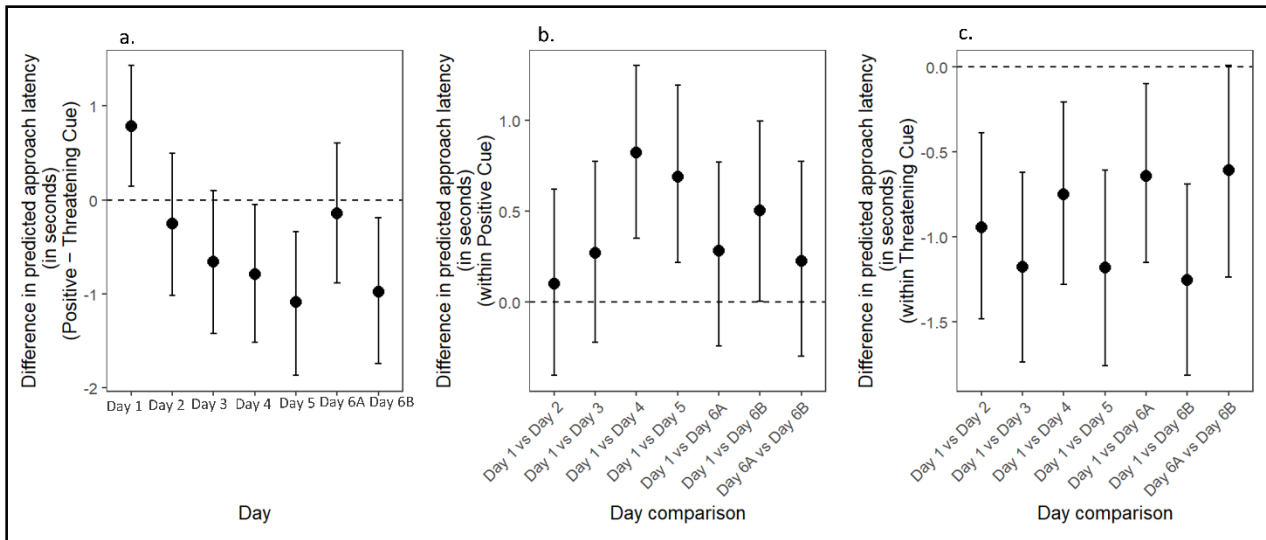 a.
Difference in predicted approach latency
(in seconds)
(Positive − Threatening Cue)
1
0
-1
-2
Day 1
Day 2
Day 3
Day 4
Day 5
Day 6A
Day 6B
Day
b.
Difference in predicted approach latency
(in seconds)
(within Positive Cue)
1.0
0.5
0.0
Day 1 vs Day 2
Day 1 vs Day 3
Day 1 vs Day 4
Day 1 vs Day 5
Day 1 vs Day 6A
Day 1 vs Day 6B
Day 6A vs Day 6B
Day comparison
c.
Difference in predicted approach latency
(in seconds)
(within Threatening Cue)
0.0
-0.5
-1.0
-1.5
Day 1 vs Day 2
Day 1 vs Day 3
Day 1 vs Day 4
Day 1 vs Day 5
Day 1 vs Day 6A
Day 1 vs Day 6B
Day 6A vs Day 6B
Day comparison